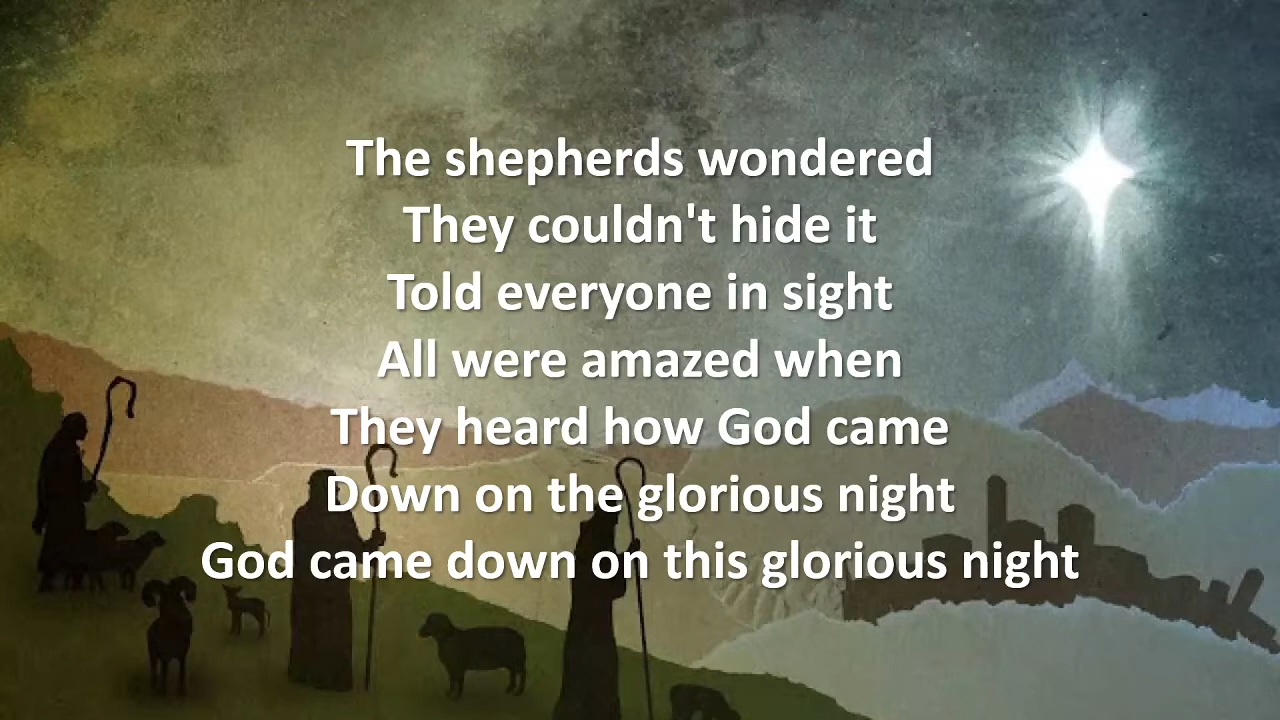 The shepherds wondered
They couldn't hide it
Told everyone in sight
All were amazed when
They heard how God came
Down on the glorious night
God came down on this glorious night